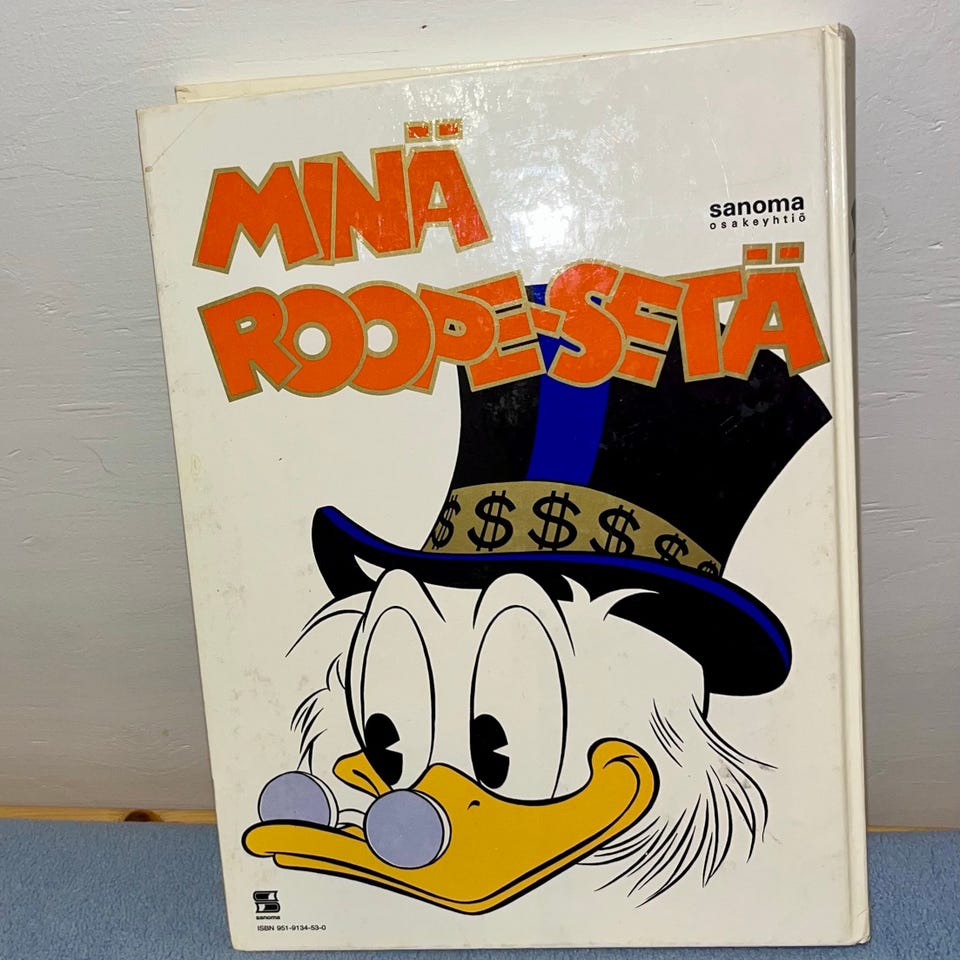 MINÄ
sanoma
osakeyhtiö
ROOPE-SETÄ
$ $ $ $ $ $
sanoma
ISBN 951-9134-53-0